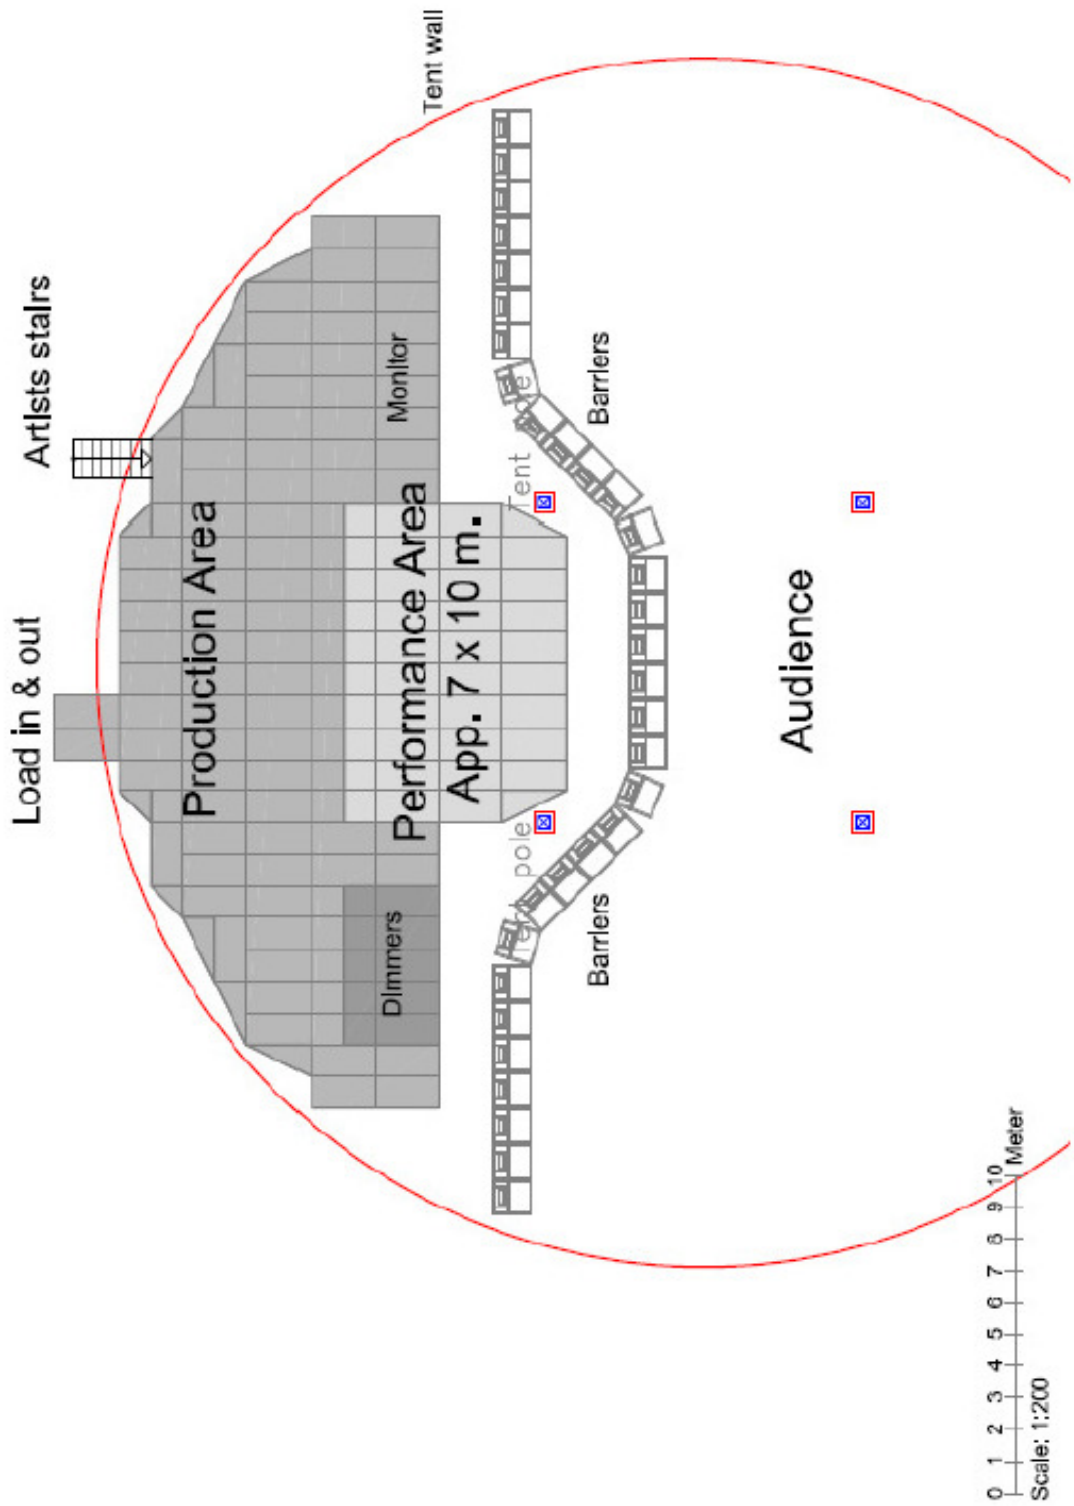 Load in & out
Artists stairs
Production Area
Dimmers
Monitor
Performance Area
App. 7 x 10 m.
Tent wall
Tent pole
Tent pole
Barriers
Barriers
Audience
0 1 2 3 4 5 6 7 8 9 10
Meter
Scale: 1:200